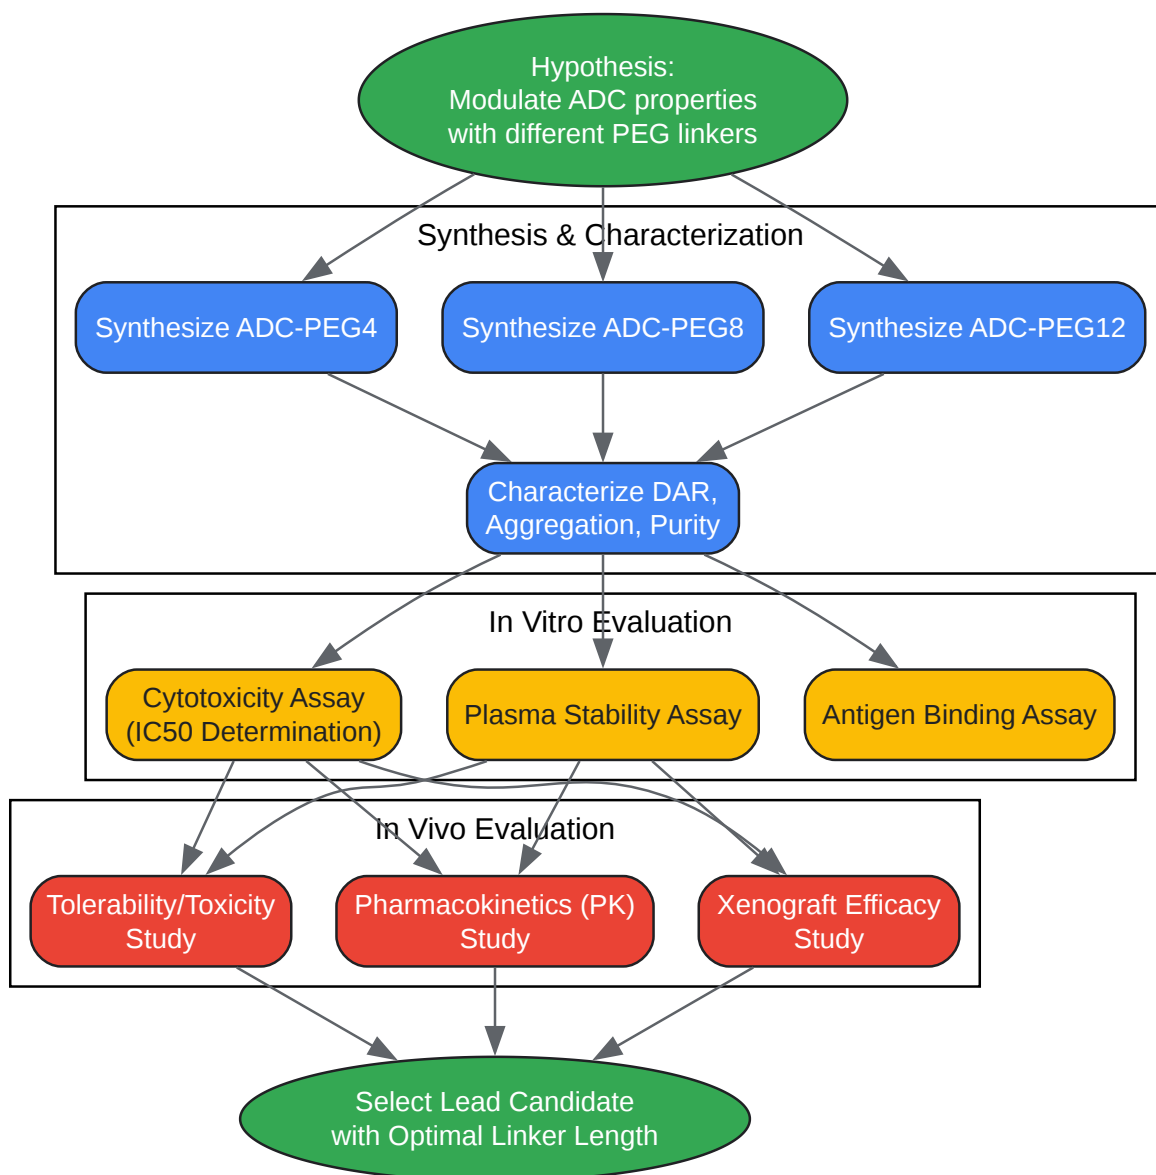 Hypothesis:
Modulate ADC properties
with different PEG linkers
Synthesis & Characterization
Synthesize ADC-PEG4
Synthesize ADC-PEG8
Synthesize ADC-PEG12
Characterize DAR,
Aggregation, Purity
In Vitro Evaluation
Cytotoxicity Assay
(IC50 Determination)
Plasma Stability Assay
Antigen Binding Assay
In Vivo Evaluation
Tolerability/Toxicity
Study
Pharmacokinetics (PK)
Study
Xenograft Efficacy
Study
Select Lead Candidate
with Optimal Linker Length